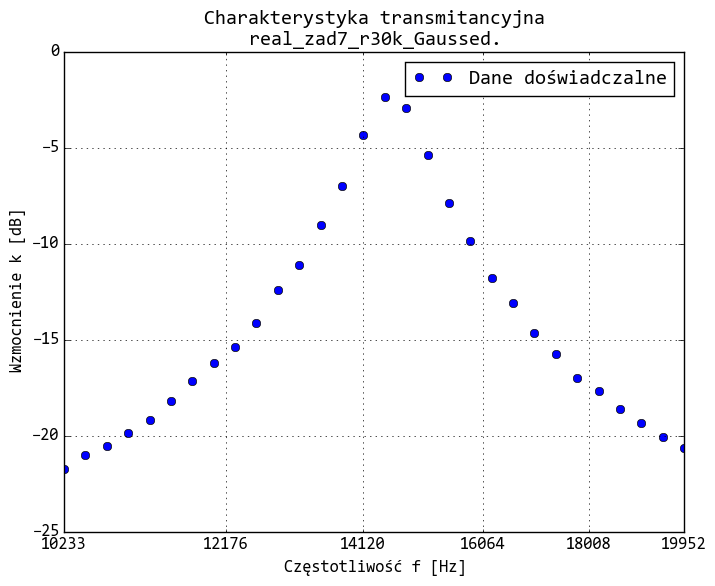 Charakterystyka transmitancyjna
real_zad7_r30k_Gaussed.
Dane doświadczalne
Wzmocnienie k [dB]
0
−5
−10
−15
−20
−25
10233 12176 14120 16064 18008 19952
Częstotliwość f [Hz]